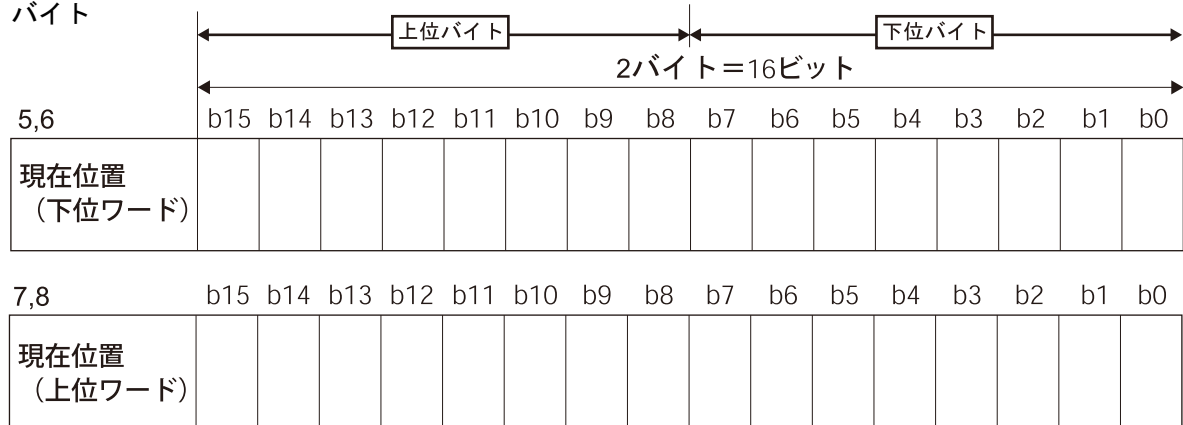 バイト
上位バイト 下位バイト
2バイト＝16ビット
5,6 b15 b14 b13 b12 b11 b10 b9 b8 b7 b6 b5 b4 b3 b2 b1 b0
現在位置
（下位ワード）
7,8 b15 b14 b13 b12 b11 b10 b9 b8 b7 b6 b5 b4 b3 b2 b1 b0
現在位置
（上位ワード）